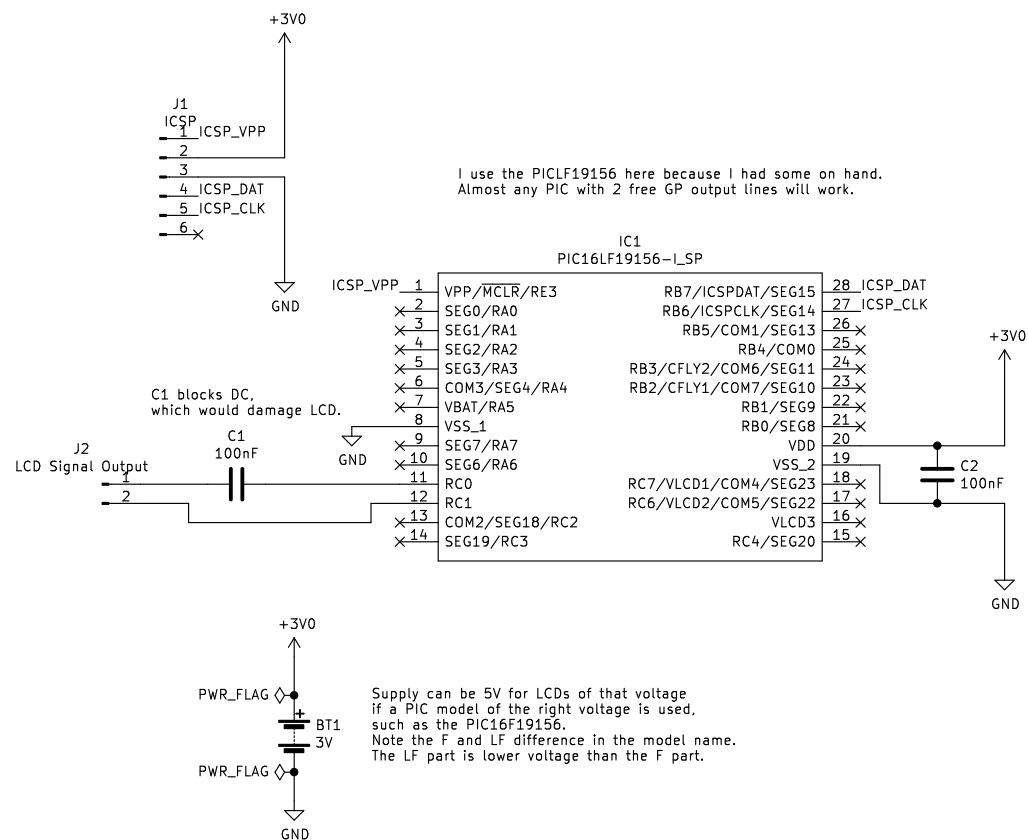 +3V0
J1
ICSP
1 ICSP_VPP
2
3
4 ICSP_DAT
5 ICSP_CLK
6
GND
I use the PICLF19156 here because I had some on hand.
Almost any PIC with 2 free GP output lines will work.
IC1
PIC16LF19156-I_SP
ICSP_VPP 1 VPP/MCLR/RE3
2 SEG0/RA0
3 SEG1/RA1
4 SEG2/RA2
5 SEG3/RA3
6 COM3/SEG4/RA4
7 VBAT/RA5
8 VSS_1
9 SEG7/RA7
10 SEG6/RA6
11 RC0
12 RC1
13 COM2/SEG18/RC2
14 SEG19/RC3
RB7/ICSPDAT/SEG15 28 ICSP_DAT
RB6/ICSPCLK/SEG14 27 ICSP_CLK
RB5/COM1/SEG13 26
RB4/COM0 25
RB3/CFLY2/COM6/SEG11 24
RB2/CFLY1/COM7/SEG10 23
RB1/SEG9 22
RB0/SEG8 21
VDD 20
VSS_2 19
RC7/VLCD1/COM4/SEG23 18
RC6/VLCD2/COM5/SEG22 17
VLCD3 16
RC4/SEG20 15
+3V0
C2
100nF
GND
C1 blocks DC,
which would damage LCD.
C1
100nF
GND
J2
LCD Signal Output
1
2
+3V0
PWR_FLAG
+
BT1
3V
PWR_FLAG
GND
Supply can be 5V for LCDs of that voltage
if a PIC model of the right voltage is used,
such as the PIC16F19156.
Note the F and LF difference in the model name.
The LF part is lower voltage than the F part.